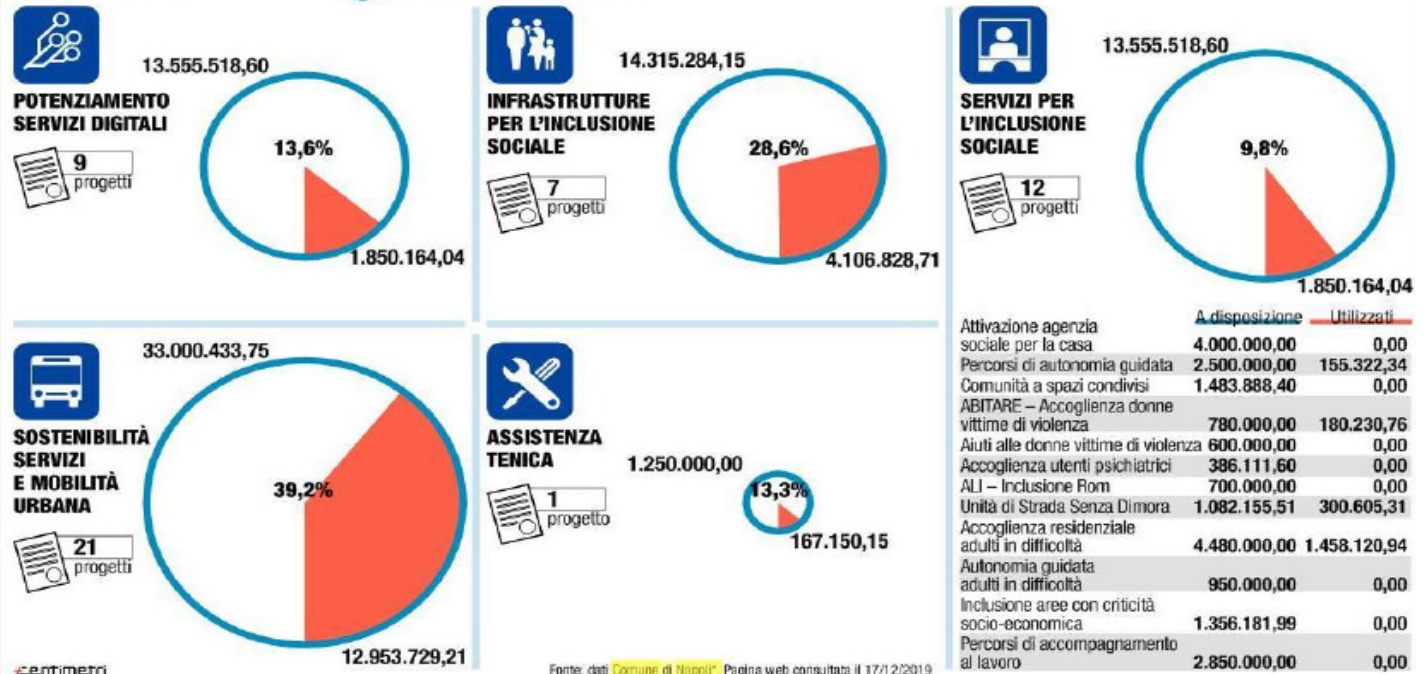 13.555.518,60
POTENZIAMENTO
SERVIZI DIGITALI
13,6%
9
progetti
1.850.164,04
14.315.284,15
INFRASTRUTTURE
PER L'INCLUSIONE
SOCIALE
28,6%
7
progetti
4.106.828,71
13.555.518,60
SERVIZI PER
L'INCLUSIONE
SOCIALE
9,8%
12
progetti
1.850.164,04
33.000.433,75
SOSTENIBILITÀ
SERVIZI
E MOBILITÀ
URBANA
39,2%
21
progetti
12.953.729,21
ASSISTENZA
TENICA
1.250.000,00
13,3%
1
progetto
167.150,15
A disposizione Utilizzati
Attivazione agenzia
sociale per la casa 4.000.000,00 0,00
Percorsi di autonomia guidata 2.500.000,00 155.322,34
Comunità a spazi condivisi 1.483.888,40 0,00
ABITARE – Accoglienza donne
vittime di violenza 780.000,00 180.230,76
Aiuti alle donne vittime di violenza 600.000,00 0,00
Accoglienza utenti psichiatrici 386.111,60 0,00
ALI – Inclusione Rom 700.000,00 0,00
Unità di Strada Senza Dimora 1.082.155,51 300.605,31
Accoglienza residenziale
adulti in difficoltà 4.480.000,00 1.458.120,94
Autonomia guidata
adulti in difficoltà 950.000,00 0,00
Inclusione aree con criticità
socio-economica 1.356.181,99 0,00
Percorsi di accompagnamento
al lavoro 2.850.000,00 0,00
centimetri
Fonte: dati Comune di Napoli*. Pagina web consultata il 17/12/2019